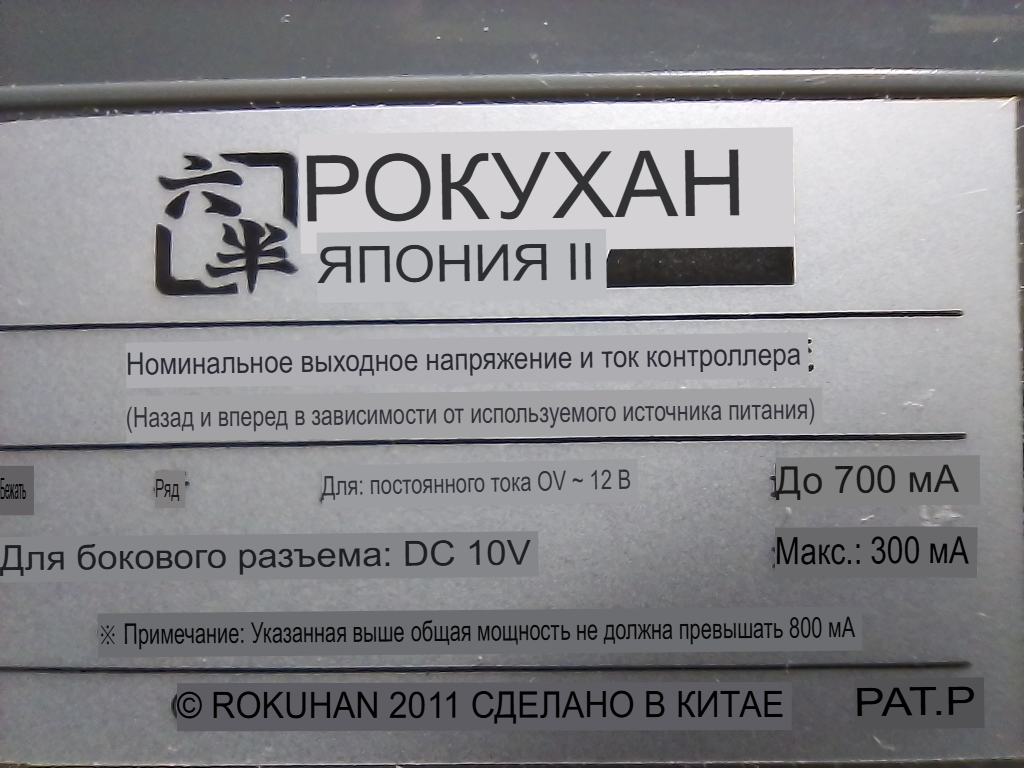 六半
РОКУХАН
ЯПОНИЯ II
Номинальное выходное напряжение и ток контроллера :
(Назад и вперед в зависимости от используемого источника питания)
Бежать Ряд Для: постоянного тока OV ~ 12 В До 700 мА
Для бокового разъема: DC 10V Макс.: 300 мА
※ Примечание: Указанная выше общая мощность не должна превышать 800 мА
© ROKUHAN 2011 СДЕЛАНО В КИТАЕ PAT.P